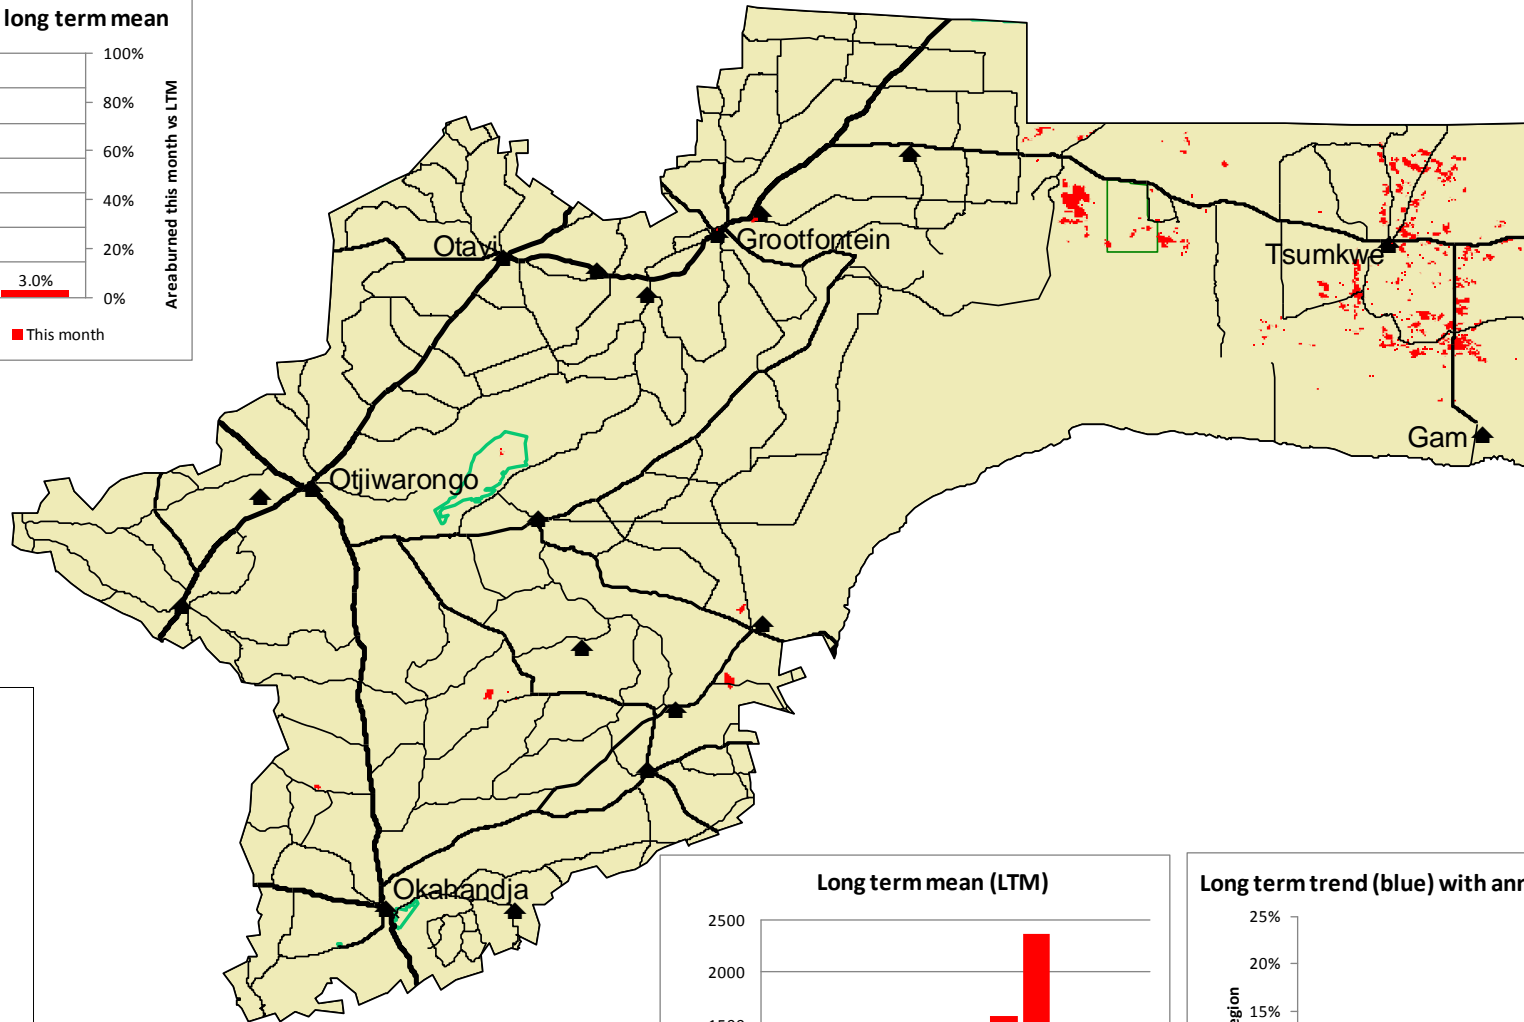 long term mean
100%
80%
60%
40%
20%
0%
Areaburned this month vs LTM
3.0%
This month
Otavi
Grootfontein
Tsumkwe
Gam
Otjiwarongo
Okahandja
Long term mean (LTM)
2500
2000
Long term trend (blue) with ann
25%
20%
15%
egion